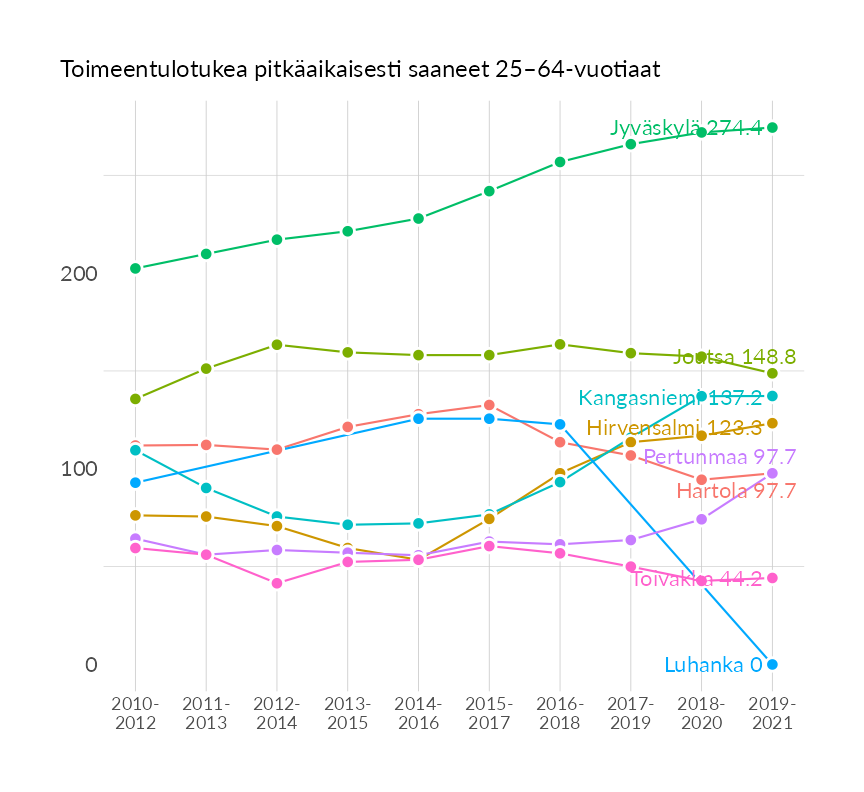 Toimeentulotukea pitkäaikaisesti saaneet 25–64-vuotiaat
Jyväskylä 274.4
200
Joutsa 148.8
Kangasniemi 137.2
Hirvensalmi 123.3
Pertunmaa 97.7
100
Hartola 97.7
Toivakka 44.2
0
Luhanka 0
2010-
2012
2011-
2013
2012-
2014
2013-
2015
2014-
2016
2015-
2017
2016-
2018
2017-
2019
2018-
2020
2019-
2021